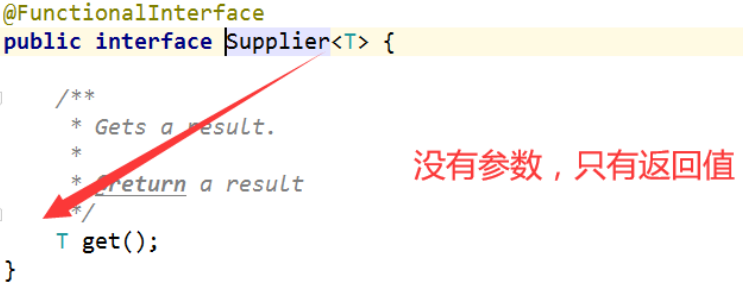 @FunctionalInterface
public interface Supplier<T> {
/**
* Gets a result.
*
* @return a result
*/
没有参数，只有返回值
T get();
}